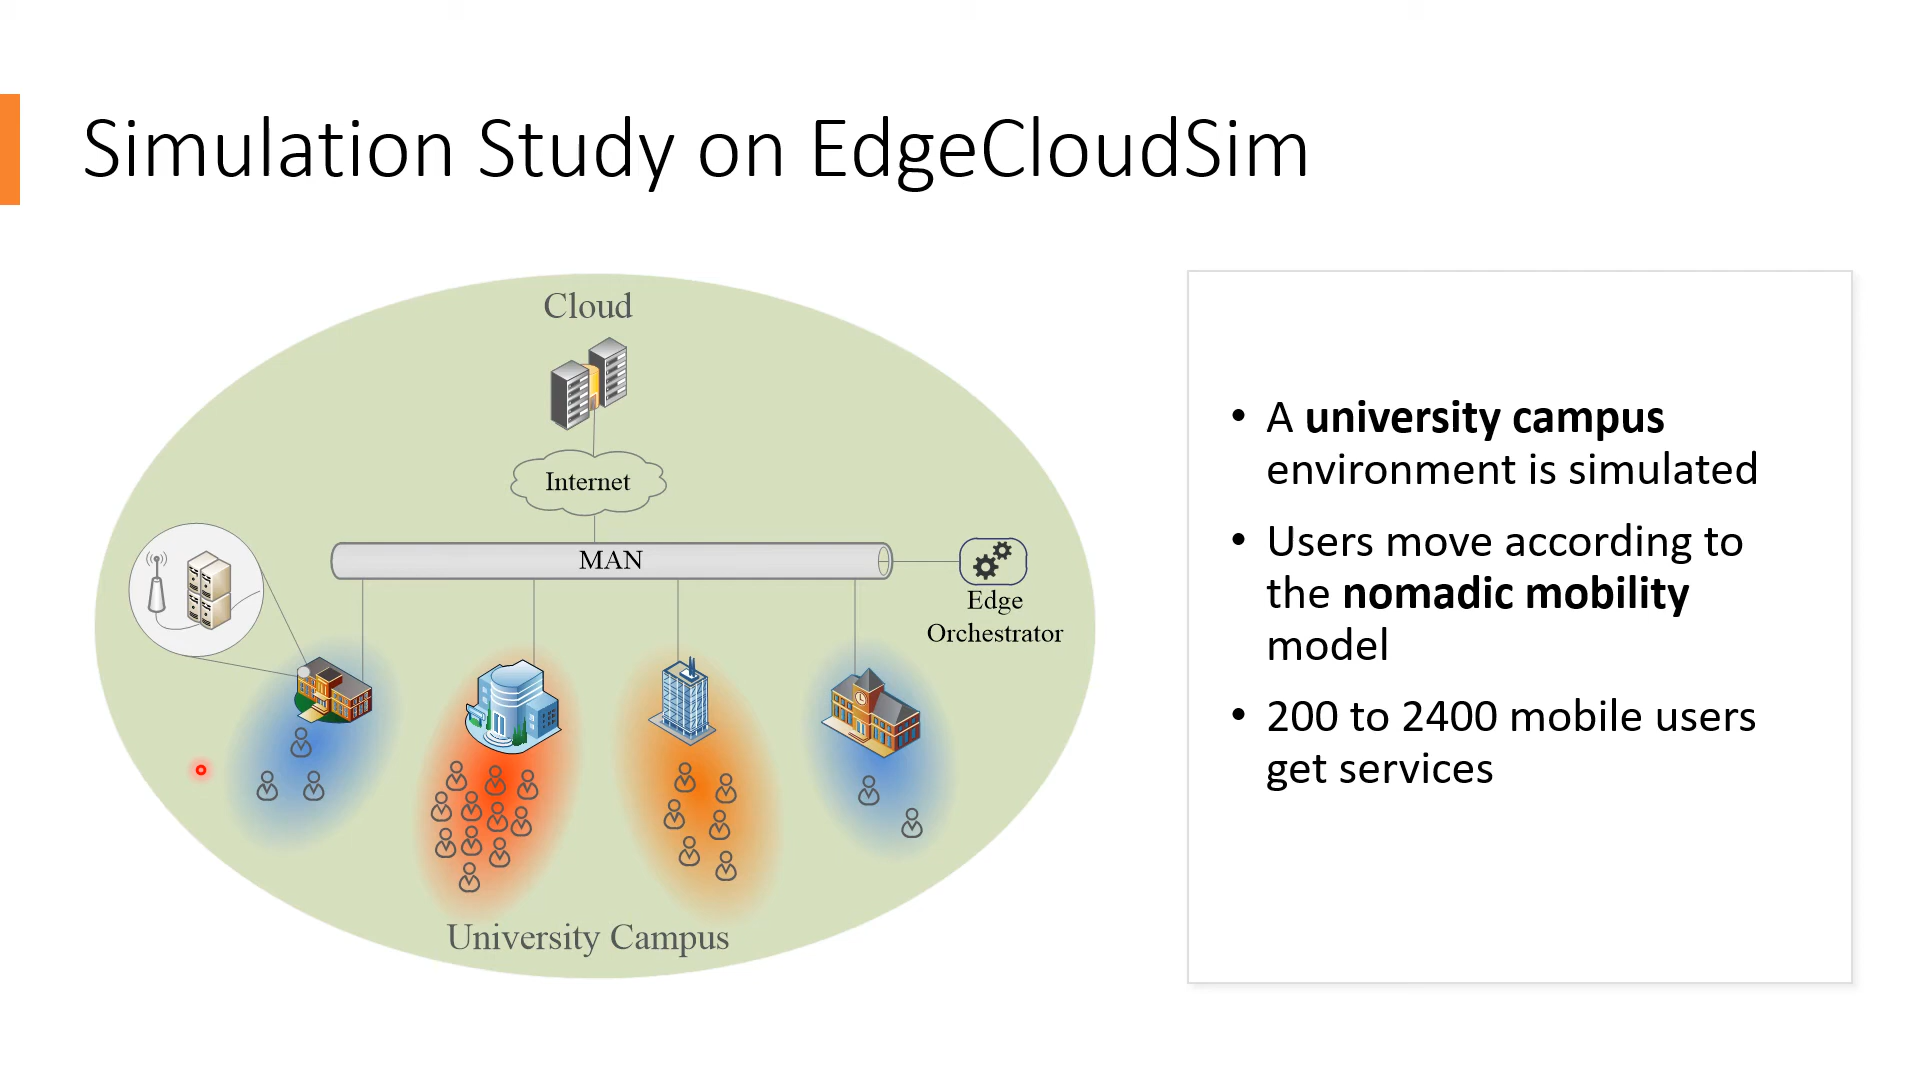 Simulation Study on EdgeCloudSim
Cloud
Internet
MAN
Edge
Orchestrator
University Campus
• A university campus
environment is simulated
• Users move according to
the nomadic mobility
model
• 200 to 2400 mobile users
get services